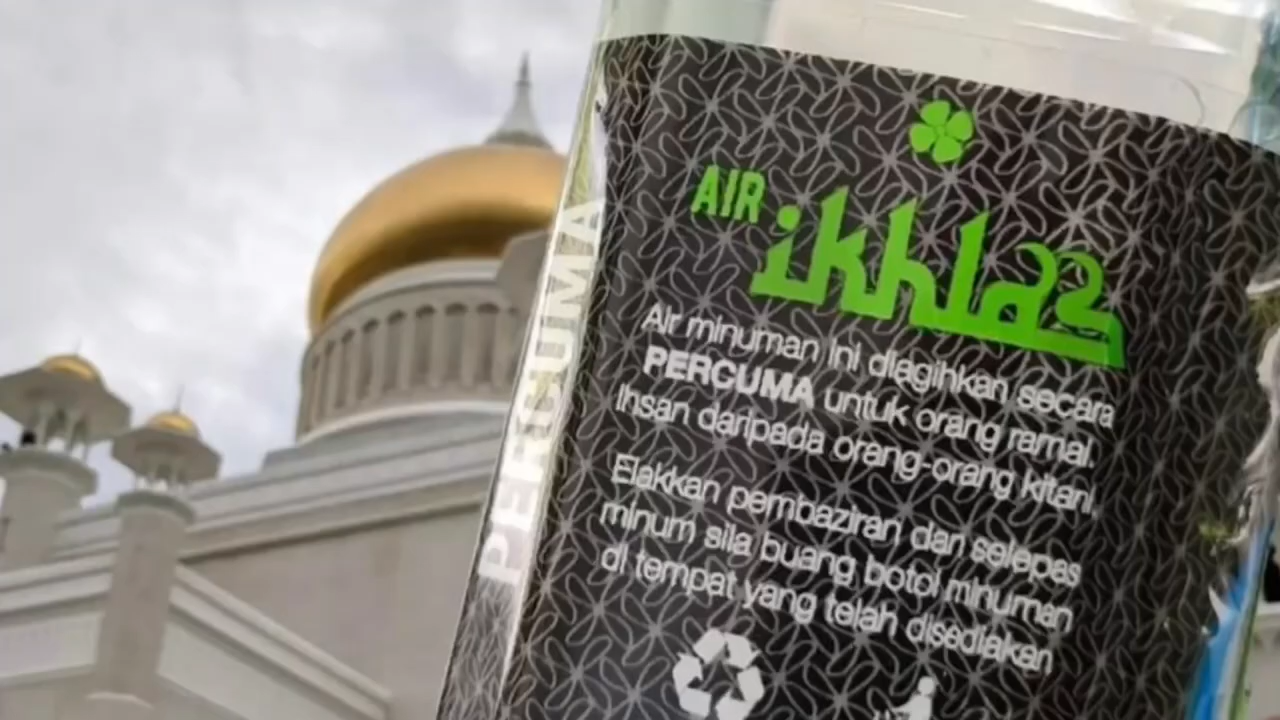 PERCUMA
AIR
ikhlas
Air minuman ini diagihkan secara
PERCUMA untuk orang ramai.
Ihsan daripada orang-orang kitani.
Elakkan pembaziran dan selepas
minum sila buang botol minuman
di tempat yang telah disediakan